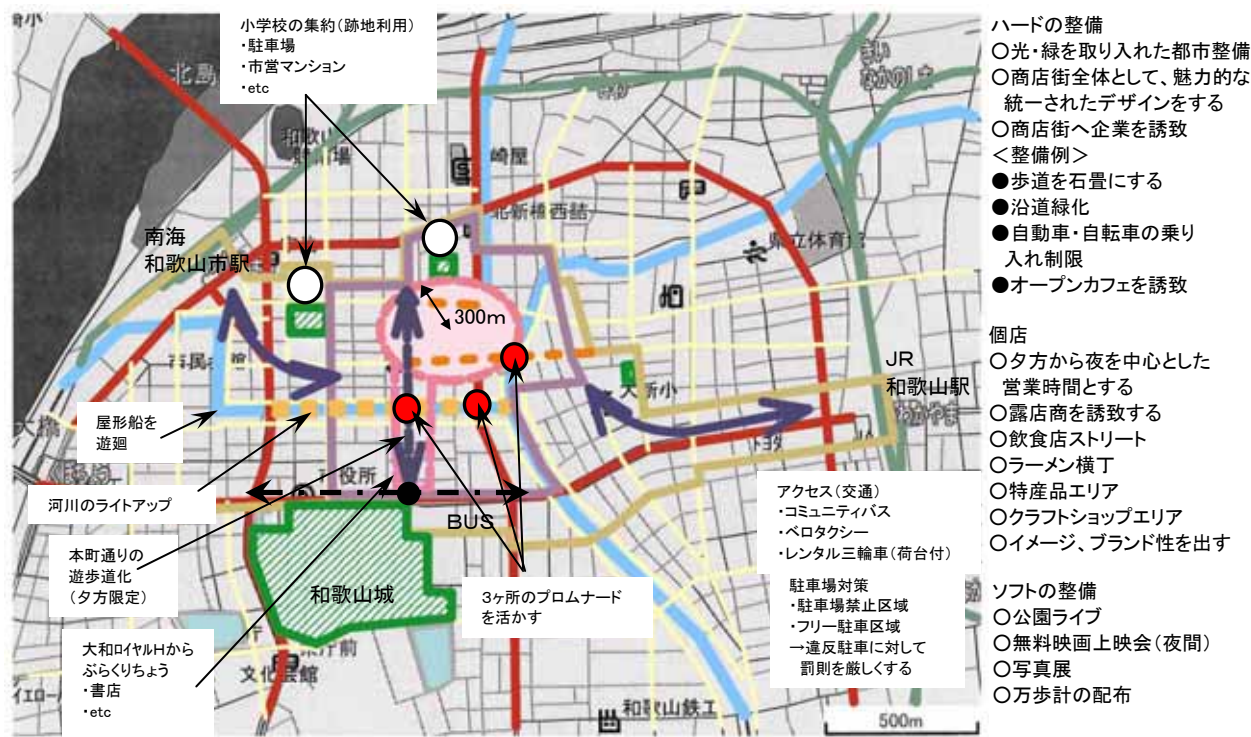 小学校の集約(跡地利用)
・駐車場
・市営マンション
・etc
北島
和歌山
崎屋
北新橋西詰
県立体育館
南海
和歌山市駅
300m
大新小
JR
和歌山駅
トヨタ
屋形船を
遊廻
河川のライトアップ
役所
BUS
本町通りの
遊歩道化
(夕方限定)
和歌山城
3ヶ所のプロムナード
を活かす
大和ロイヤルHから
ぶらくりちょう
・書店
・etc
文化会館
和歌山鉄工
アクセス(交通)
・コミュニティバス
・ベロタクシー
・レンタル三輪車(荷台付)
駐車場対策
・駐車場禁止区域
・フリー駐車区域
→違反駐車に対して
罰則を厳しくする
500m
ハードの整備
○光・緑を取り入れた都市整備
○商店街全体として、魅力的な
統一されたデザインをする
○商店街へ企業を誘致
<整備例>
●歩道を石畳にする
●沿道緑化
●自動車・自転車の乗り
入れ制限
●オープンカフェを誘致
個店
○夕方から夜を中心とした
営業時間とする
○露店商を誘致する
○飲食店ストリート
○ラーメン横丁
○特産品エリア
○クラフトショップエリア
○イメージ、ブランド性を出す
ソフトの整備
○公園ライブ
○無料映画上映会(夜間)
○写真展
○万歩計の配布